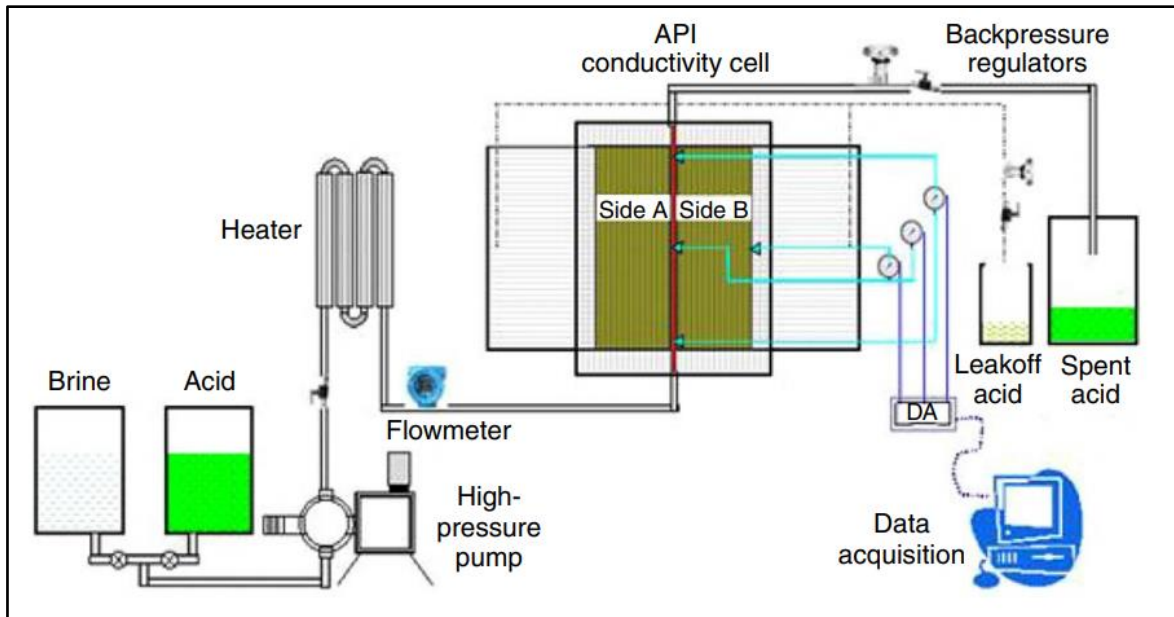 API
conductivity cell
Backpressure
regulators
Heater
Side A
Side B
Brine
Acid
Flowmeter
High-
pressure
pump
DA
Leakoff
acid
Spent
acid
Data
acquisition